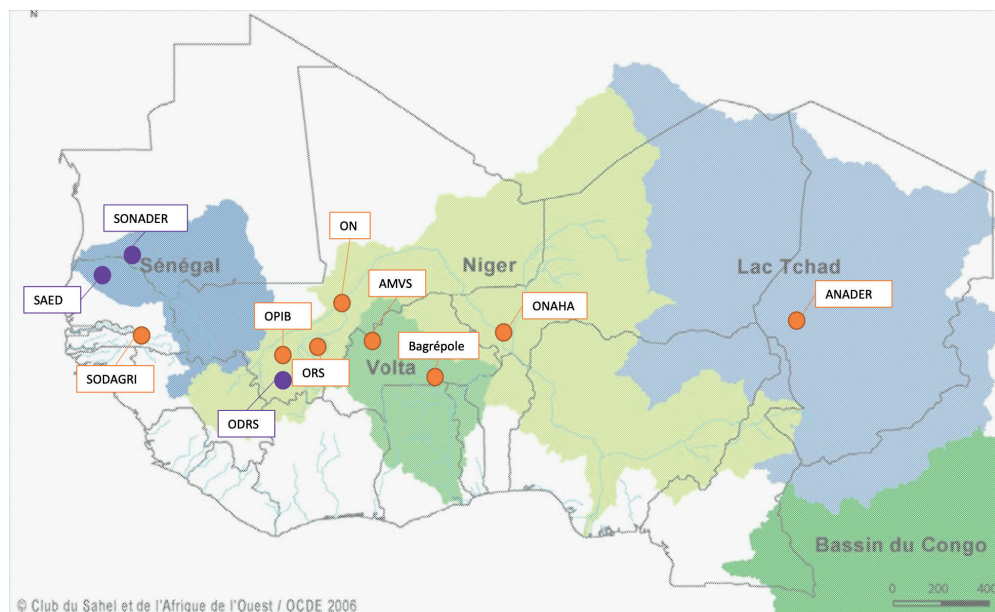 N
SONADER
ON
Sénégal
Niger
Lac Tchad
AMVS
ANADER
SAED
OPIB
ONAHA
Bagrépole
Volta
SODAGRI
ORS
ODRS
Bassin du Congo
0 200 400
© Club du Sahel et de l'Afrique de l'Ouest / OCDE 2006